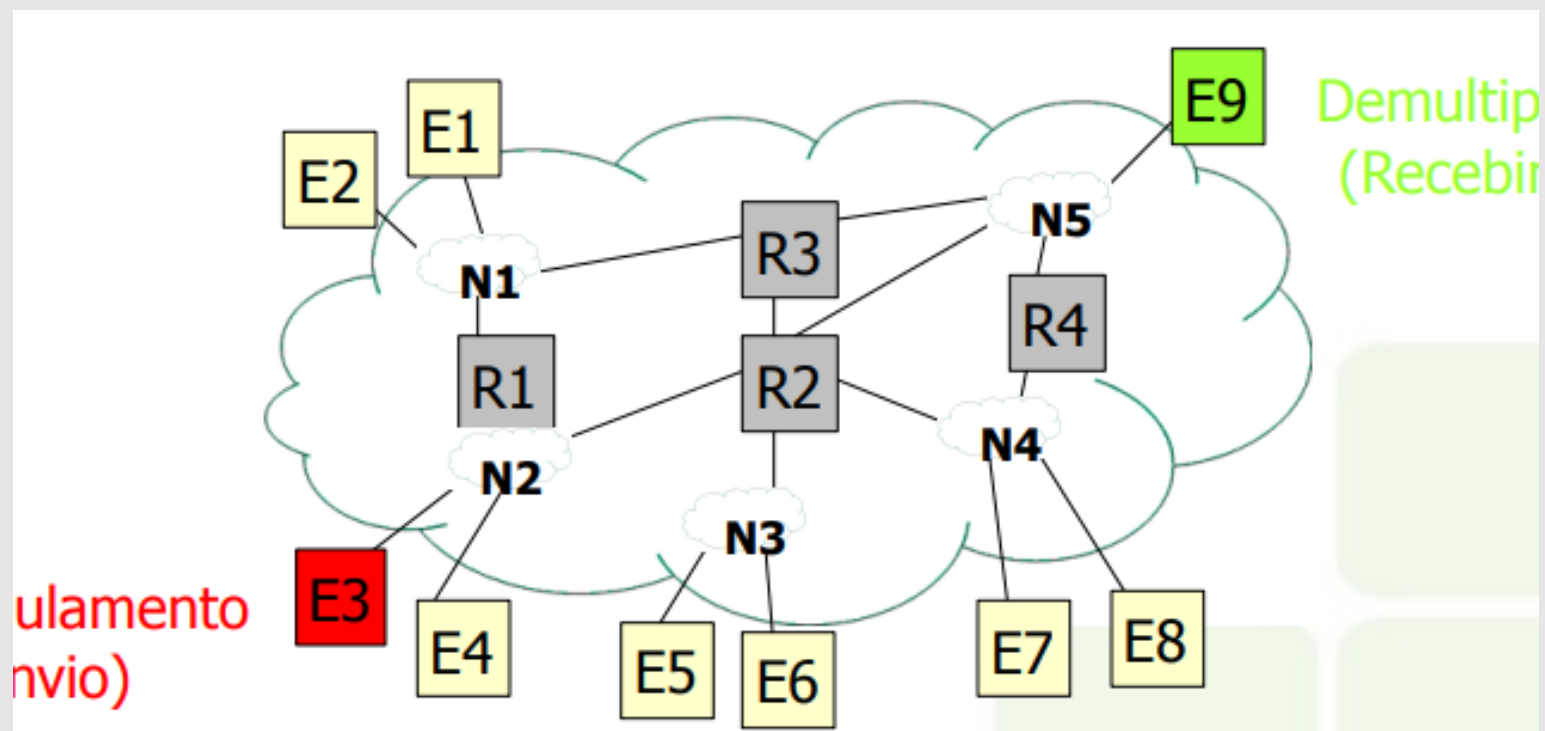 E9
Demultip
(Recebin
E1
E2
N5
R3
N1
R4
R1
R2
N4
N2
N3
ulamento
nvio)
E3
E4
E5
E6
E7
E8